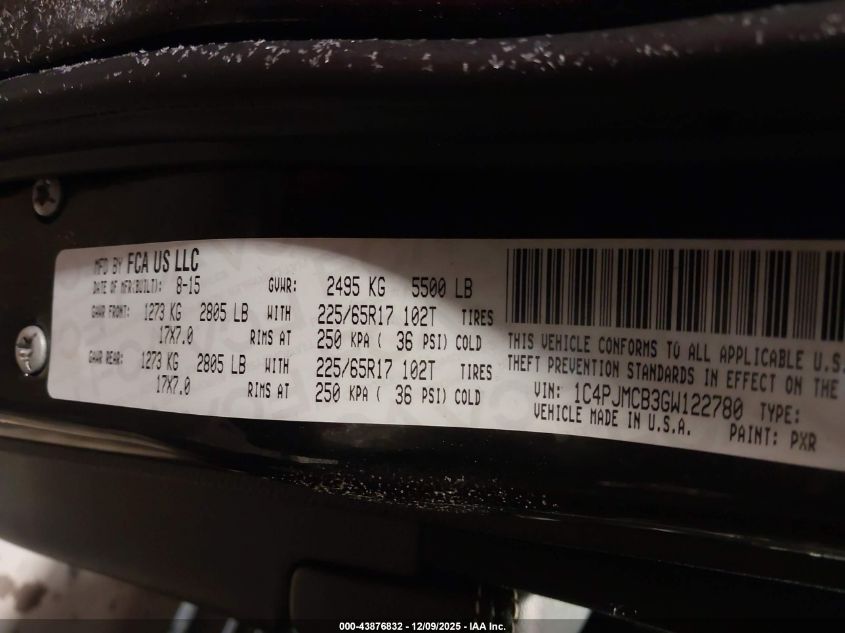 MFD BY FCA US LLC
DATE OF MFR(BUILT): 8-15 GVWR: 2495 KG 5500 LB
GAWR FRONT: 1273 KG 2805 LB WITH 225/65R17 102T TIRES
17X7.0 RIMS AT 250 KPA ( 36 PSI) COLD
GAWR REAR: 1273 KG 2805 LB WITH 225/65R17 102T TIRES
17X7.0 RIMS AT 250 KPA ( 36 PSI) COLD
THIS VEHICLE CONFORMS TO ALL APPLICABLE U.S.
THEFT PREVENTION STANDARDS IN EFFECT ON THE
VIN: 1C4PJMCB3GW122780 TYPE:
VEHICLE MADE IN U.S.A. PAINT: PXR
000-43876832 - 12/09/2025 - IAA Inc.